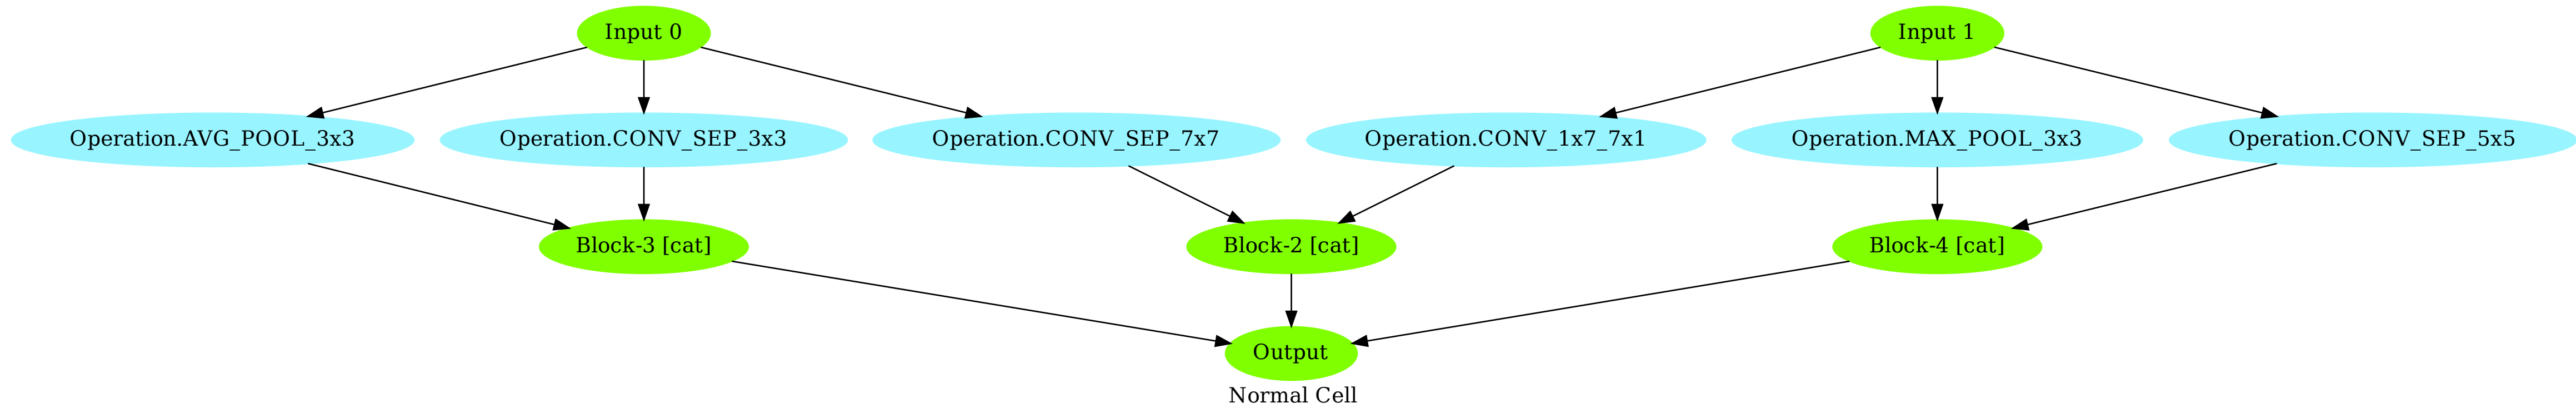 Input 0
Input 1
Operation.AVG_POOL_3x3
Operation.CONV_SEP_3x3
Operation.CONV_SEP_7x7
Operation.CONV_1x7_7x1
Operation.MAX_POOL_3x3
Operation.CONV_SEP_5x5
Block-3 [cat]
Block-2 [cat]
Block-4 [cat]
Output
Normal Cell